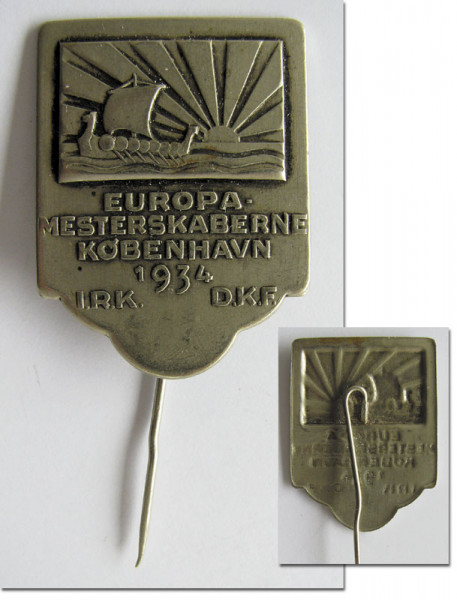 EUROPA-
MESTERSKABERNE
KØBENHAVN
1934
I.R.K. D.K.F.